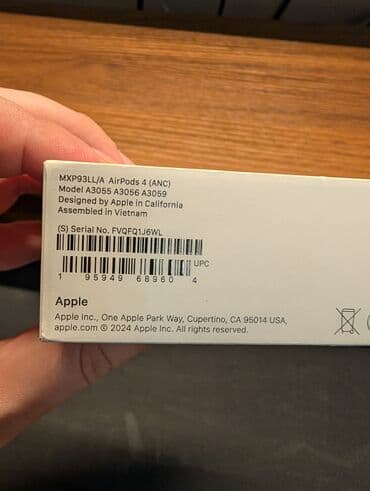 MXP93LL/A AirPods 4 (ANC)
Model A3055 A3056 A3059
Designed by Apple in California
Assembled in Vietnam
(S) Serial No. FVQFQ1J6WL
UPC
1 95949 68960 4
Apple
Apple Inc., One Apple Park Way, Cupertino, CA 95014 USA,
apple.com © 2024 Apple Inc. All rights reserved.